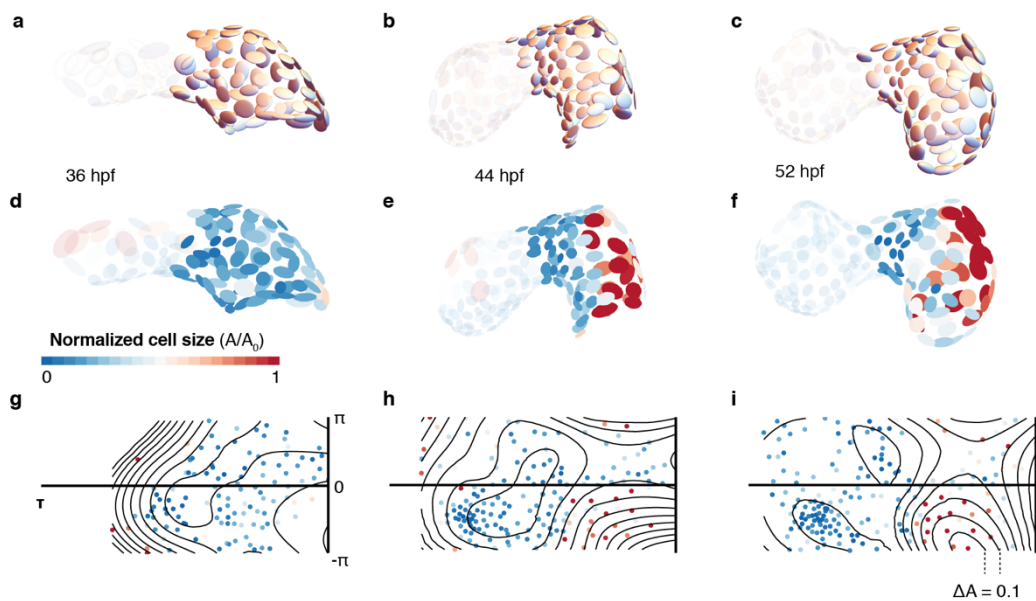 a
b
c
36 hpf
44 hpf
52 hpf
d
e
f
Normalized cell size (A/A₀)
0
1
g
h
i
π
0
-π
τ
ΔA = 0.1